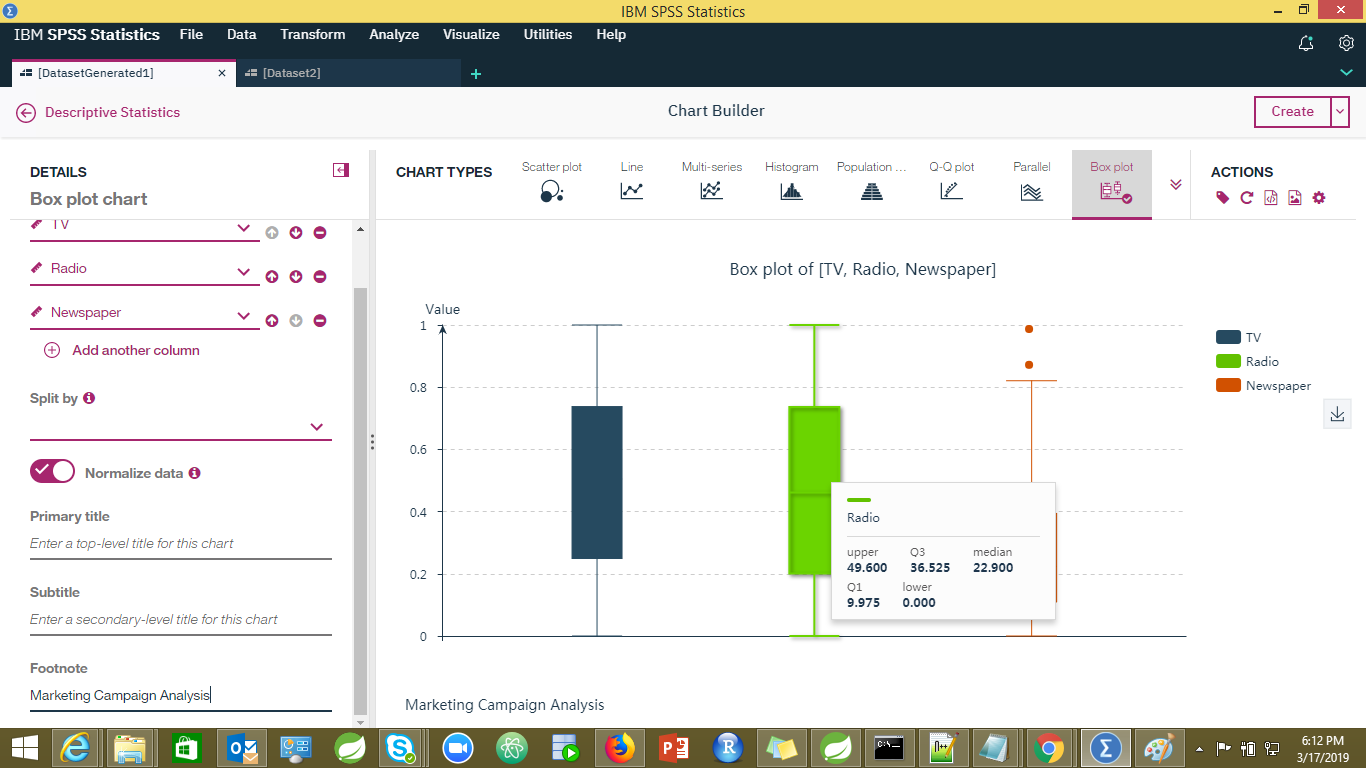 IBM SPSS Statistics
IBM SPSS Statistics File Data Transform Analyze Visualize Utilities Help
[DatasetGenerated1] × [Dataset2] +
Descriptive Statistics
Chart Builder
Create
DETAILS
Box plot chart
TV
Radio
Newspaper
Add another column
Split by
Normalize data
Primary title
Enter a top-level title for this chart
Subtitle
Enter a secondary-level title for this chart
Footnote
Marketing Campaign Analysis
CHART TYPES
Scatter plot
Line
Multi-series
Histogram
Population ...
Q-Q plot
Parallel
Box plot
ACTIONS
Box plot of [TV, Radio, Newspaper]
Value
1
0.8
0.6
0.4
0.2
0
TV
Radio
Newspaper
Radio
upper Q3 median
49.600 36.525 22.900
Q1 lower
9.975 0.000
Marketing Campaign Analysis
6:12 PM
3/17/2019